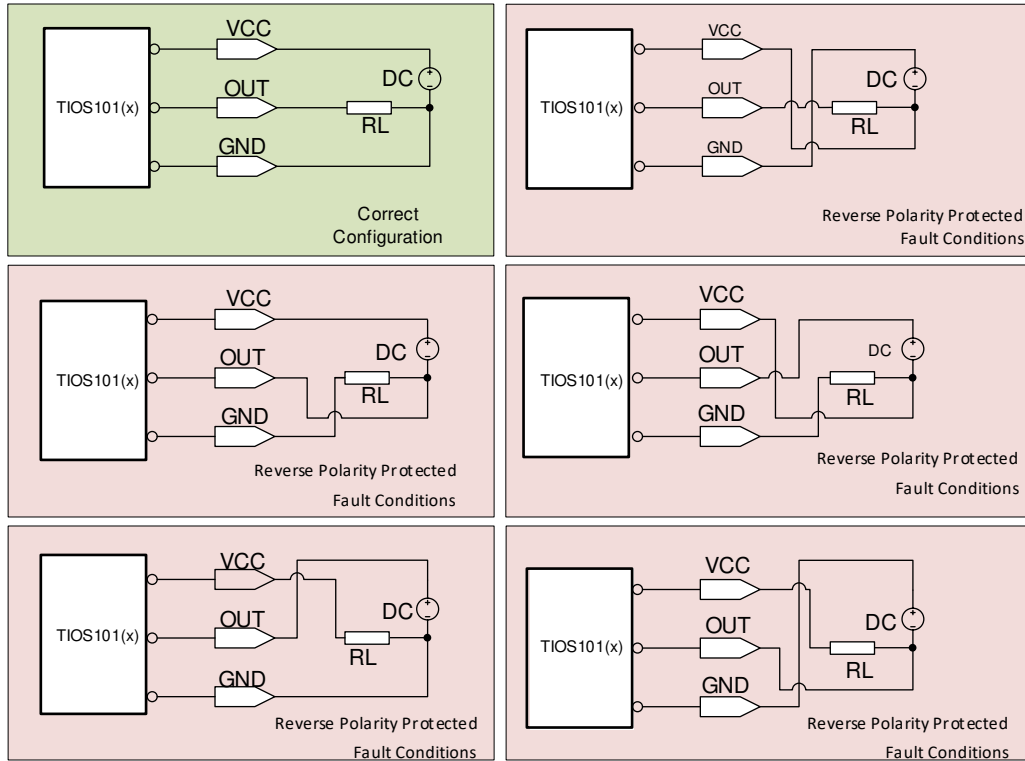 VCC
DC
TIOS101(x)
OUT
RL
GND
Correct
Configuration
VCC
DC
TIOS101(x)
OUT
RL
GND
Reverse Polarity Protected
Fault Conditions
VCC
DC
TIOS101(x)
OUT
RL
GND
Reverse Polarity Protected
Fault Conditions
VCC
DC
TIOS101(x)
OUT
RL
GND
Reverse Polarity Protected
Fault Conditions
VCC
DC
TIOS101(x)
OUT
RL
GND
Reverse Polarity Protected
Fault Conditions
VCC
DC
TIOS101(x)
OUT
RL
GND
Reverse Polarity Protected
Fault Conditions